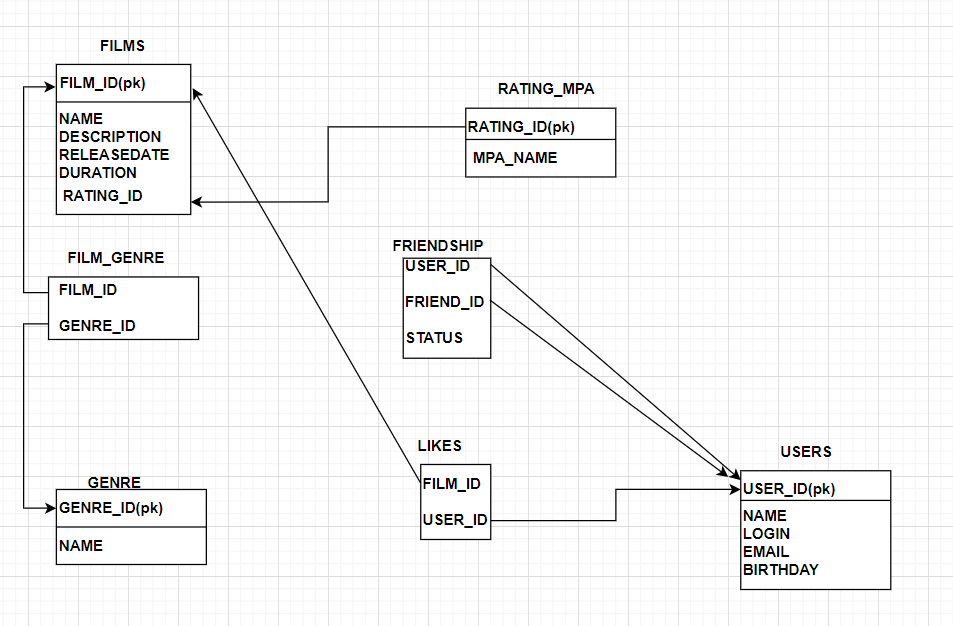 FILMS
FILM_ID(pk)
NAME
DESCRIPTION
RELEASEDATE
DURATION
RATING_ID
RATING_MPA
RATING_ID(pk)
MPA_NAME
FILM_GENRE
FILM_ID
GENRE_ID
FRIENDSHIP
USER_ID
FRIEND_ID
STATUS
GENRE
GENRE_ID(pk)
NAME
LIKES
FILM_ID
USER_ID
USERS
USER_ID(pk)
NAME
LOGIN
EMAIL
BIRTHDAY